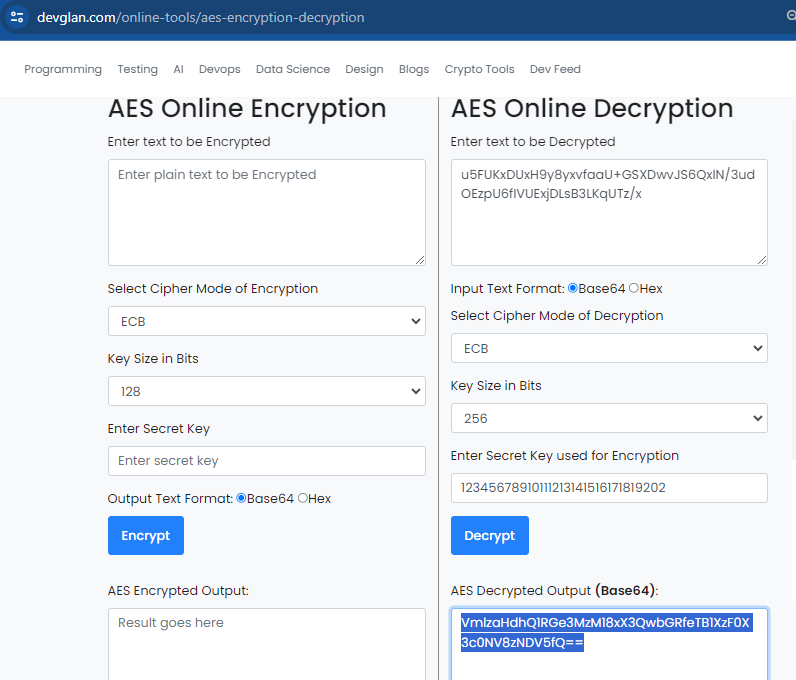 devglan.com/online-tools/aes-encryption-decryption
Programming Testing AI Devops Data Science Design Blogs Crypto Tools Dev Feed
AES Online Encryption
Enter text to be Encrypted
Enter plain text to be Encrypted
Select Cipher Mode of Encryption
ECB
Key Size in Bits
128
Enter Secret Key
Enter secret key
Output Text Format: Base64 Hex
Encrypt
AES Encrypted Output:
Result goes here
AES Online Decryption
Enter text to be Decrypted
u5FUKxDUxH9y8yxvfaaU+GSXDwvJS6QxIN/3ud
OEzpU6fIVUExjDLsB3LKqUTz/x
Input Text Format: Base64 Hex
Select Cipher Mode of Decryption
ECB
Key Size in Bits
256
Enter Secret Key used for Encryption
12345678910111213141516171819202
Decrypt
AES Decrypted Output (Base64):
VmlzaHdhQ1RGe3MzM18xX3QwbGRfeTB1XzF0X
3c0NV8zNDV5fQ==